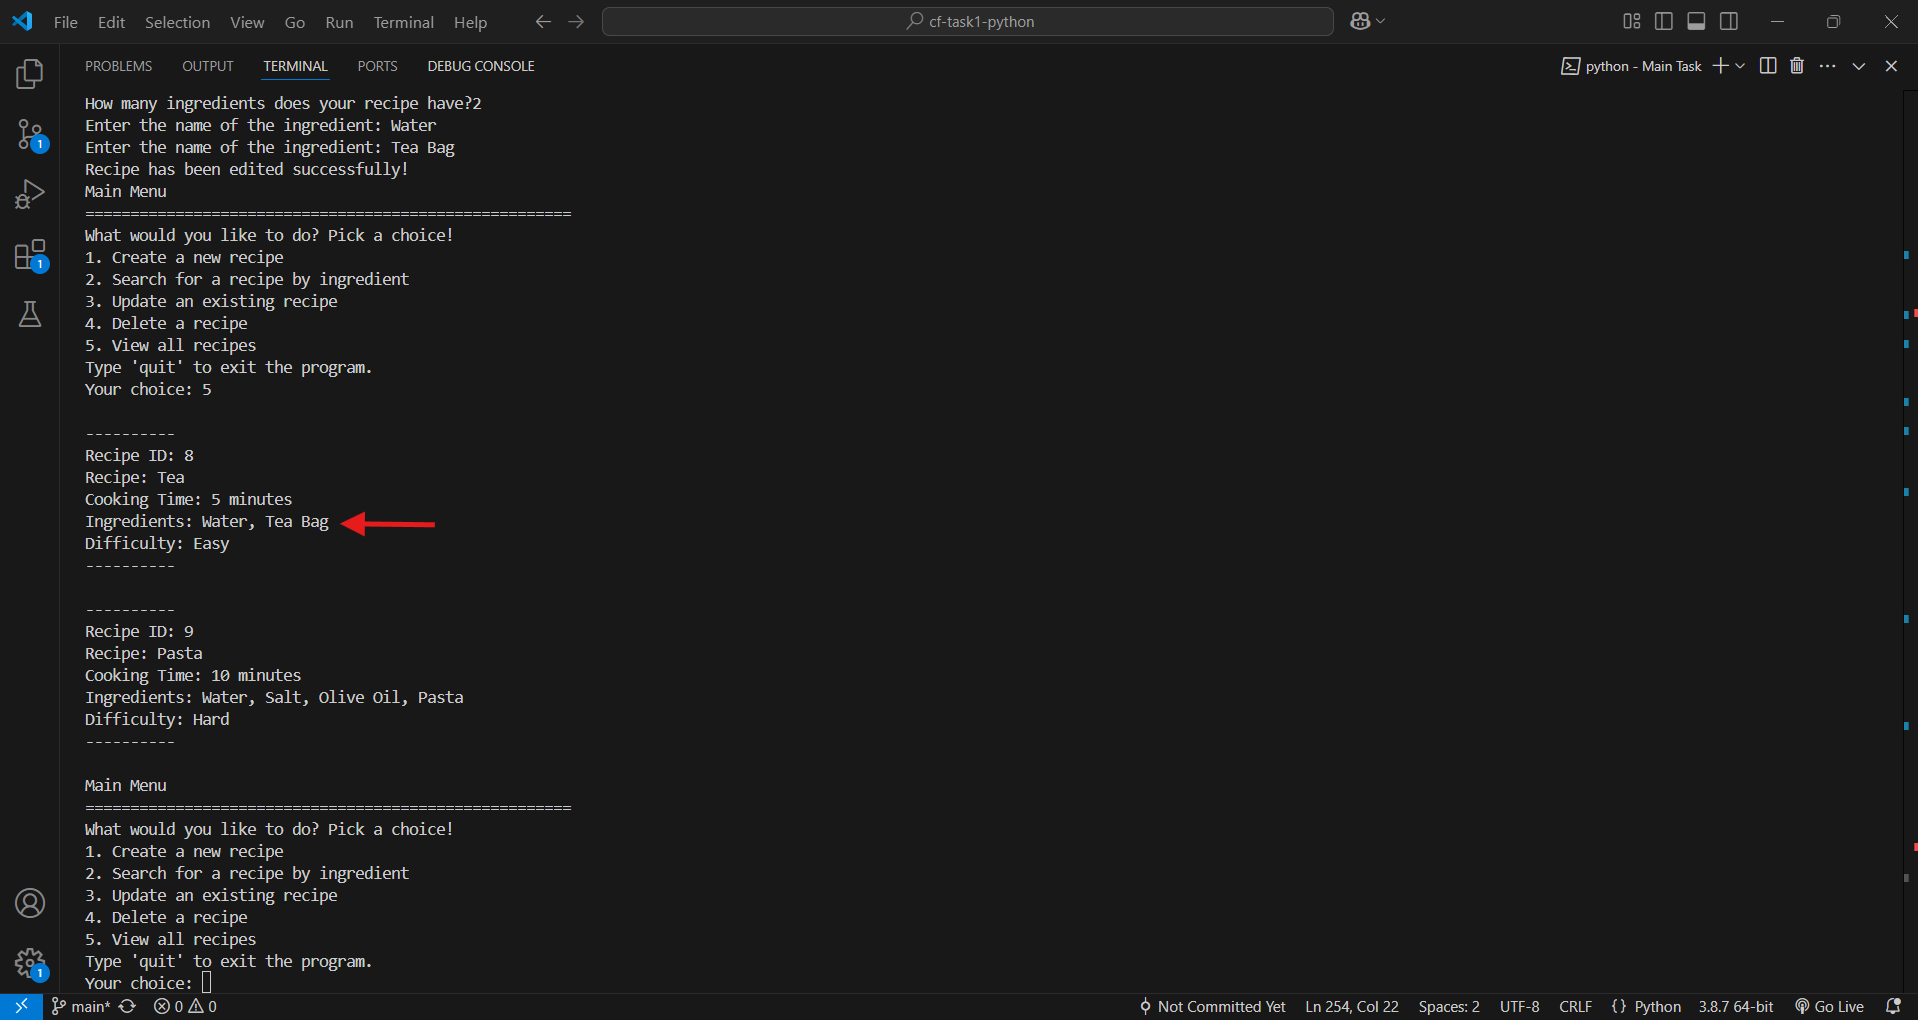 File Edit Selection View Go Run Terminal Help cf-task1-python
PROBLEMS OUTPUT TERMINAL PORTS DEBUG CONSOLE python - Main Task
How many ingredients does your recipe have?2
Enter the name of the ingredient: Water
Enter the name of the ingredient: Tea Bag
Recipe has been edited successfully!
Main Menu
======================================================
What would you like to do? Pick a choice!
1. Create a new recipe
2. Search for a recipe by ingredient
3. Update an existing recipe
4. Delete a recipe
5. View all recipes
Type 'quit' to exit the program.
Your choice: 5
----------
Recipe ID: 8
Recipe: Tea
Cooking Time: 5 minutes
Ingredients: Water, Tea Bag
Difficulty: Easy
----------
----------
Recipe ID: 9
Recipe: Pasta
Cooking Time: 10 minutes
Ingredients: Water, Salt, Olive Oil, Pasta
Difficulty: Hard
----------
Main Menu
======================================================
What would you like to do? Pick a choice!
1. Create a new recipe
2. Search for a recipe by ingredient
3. Update an existing recipe
4. Delete a recipe
5. View all recipes
Type 'quit' to exit the program.
Your choice:
1
1
1
main* 0 0 Not Committed Yet Ln 254, Col 22 Spaces: 2 UTF-8 CRLF {} Python 3.8.7 64-bit Go Live